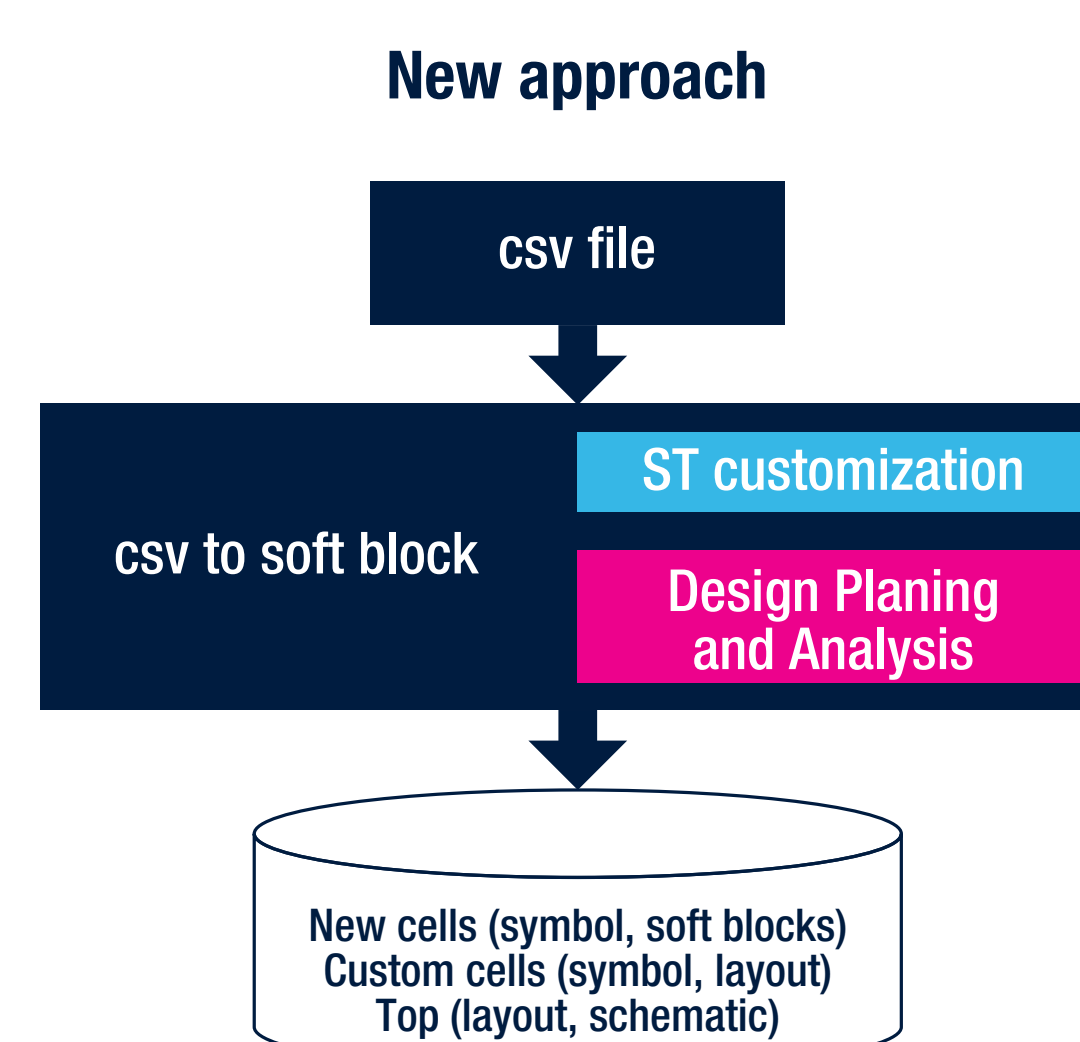 New approach
csv file
csv to soft block
ST customization
Design Planing
and Analysis
New cells (symbol, soft blocks)
Custom cells (symbol, layout)
Top (layout, schematic)